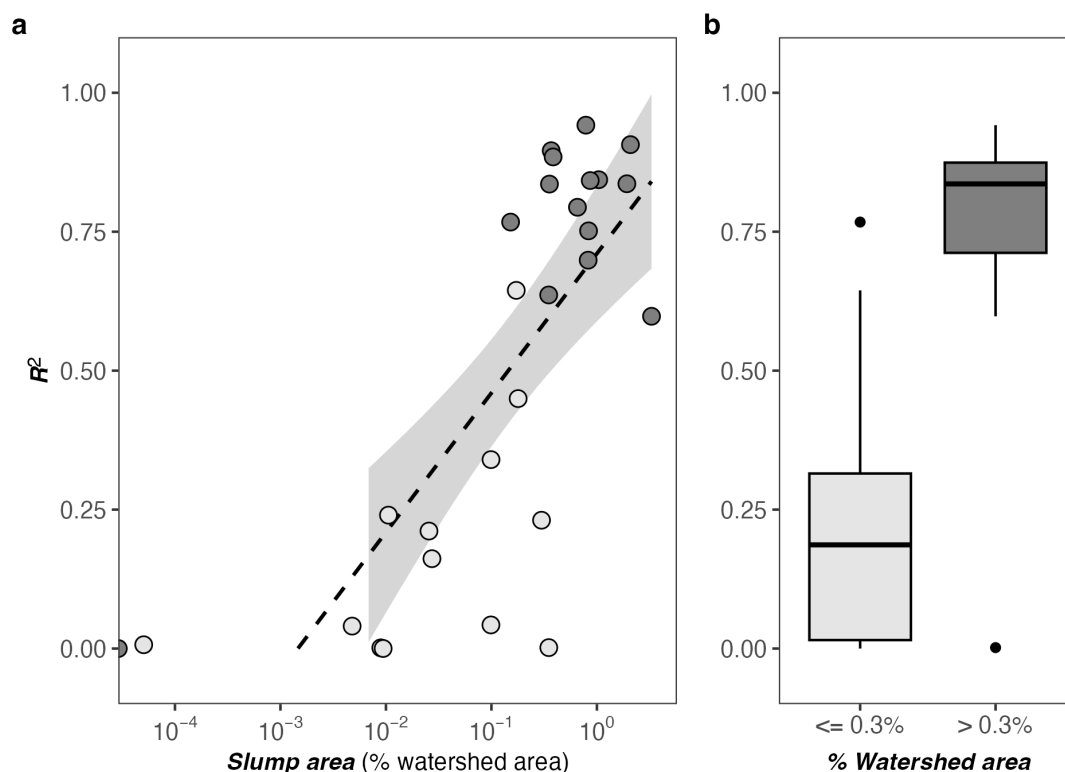 a
b
1.00
0.75
0.50
0.25
0.00
R²
10⁻⁴ 10⁻³ 10⁻² 10⁻¹ 10⁰
Slump area (% watershed area)
1.00
0.75
0.50
0.25
0.00
<= 0.3% > 0.3%
% Watershed area